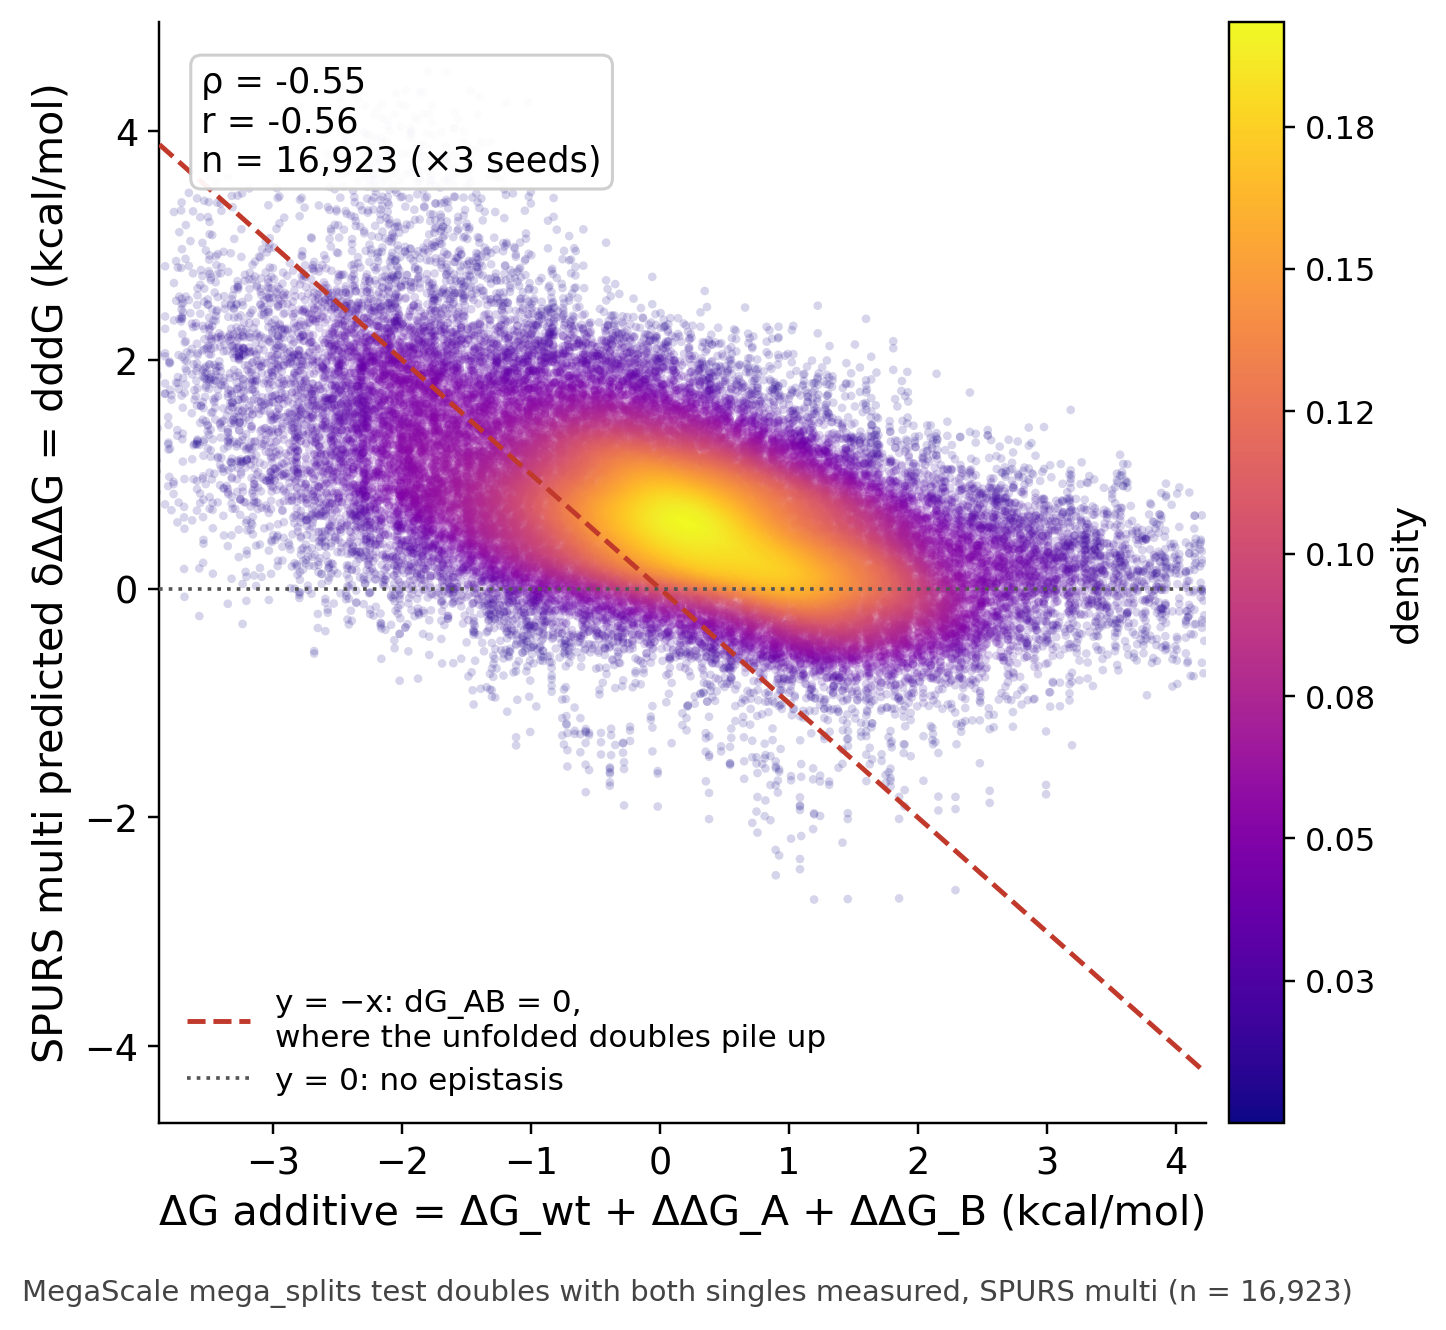 ρ = -0.55
r = -0.56
n = 16,923 (×3 seeds)
SPURS multi predicted δΔΔG = dddG (kcal/mol)
4
2
0
−2
−4
y = −x: dG_AB = 0,
where the unfolded doubles pile up
y = 0: no epistasis
−3
−2
−1
0
1
2
3
4
ΔG additive = ΔG_wt + ΔΔG_A + ΔΔG_B (kcal/mol)
0.18
0.15
0.12
0.10
0.08
0.05
0.03
density
MegaScale mega_splits test doubles with both singles measured, SPURS multi (n = 16,923)